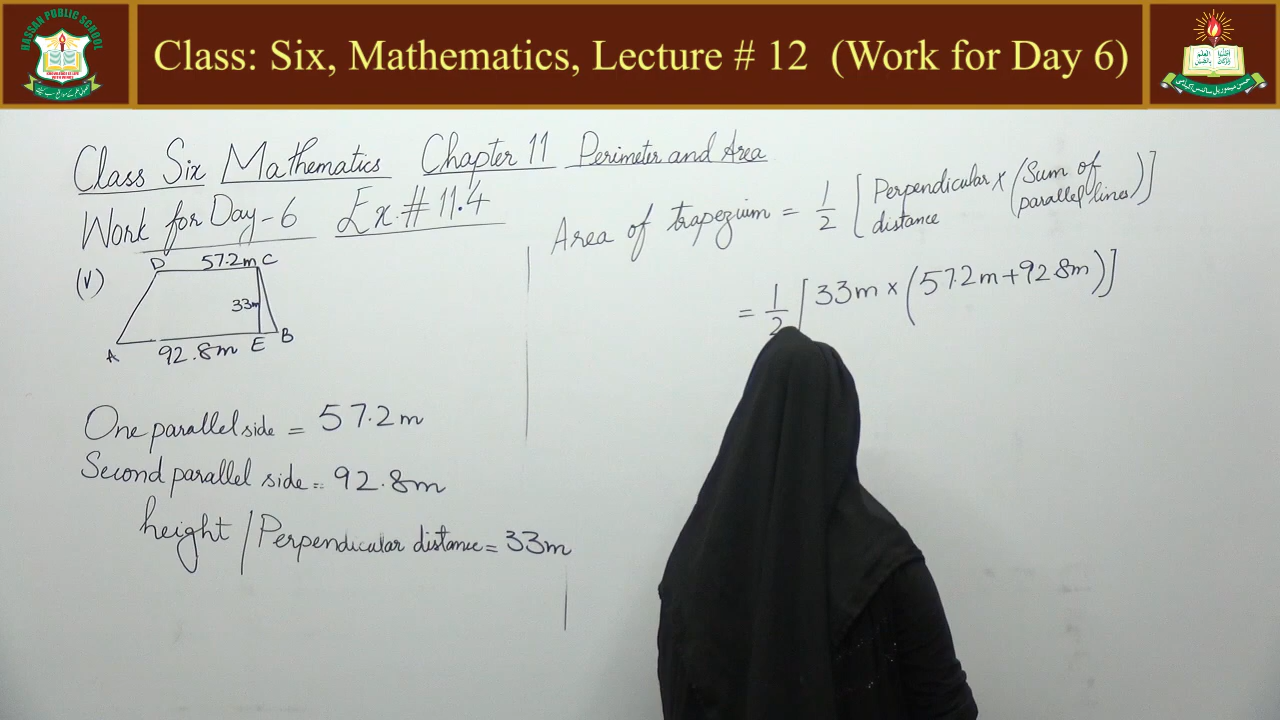 HASSAN PUBLIC SCHOOL
Class: Six, Mathematics, Lecture # 12 (Work for Day 6)
Class Six Mathematics Chapter 11 Perimeter and Area
Work for Day-6 Ex.# 11.4
(V)
D 57.2m C
33m
A 92.8m E B
One parallel side = 57.2m
Second parallel side = 92.8m
height / Perpendicular distance = 33m
Area of trapezium = 1/2 [Perpendicular distance × (Sum of parallel lines)]
= 1/2 [33m × (57.2m+92.8m)]